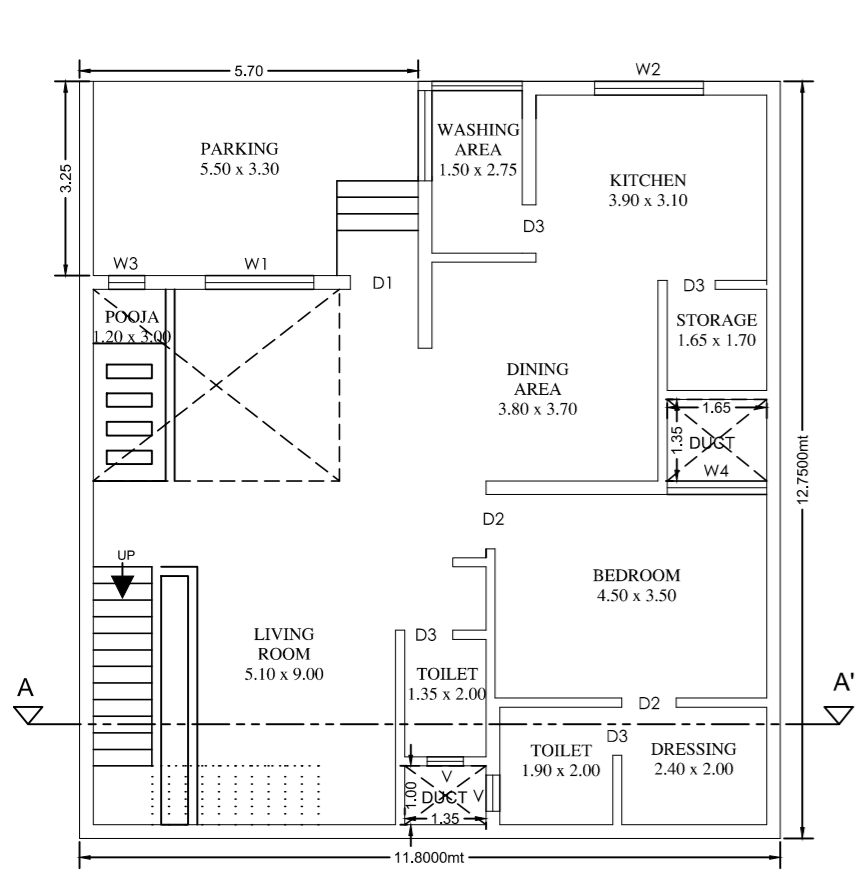 5.70
W2
PARKING
5.50 x 3.30
3.25
WASHING
AREA
1.50 x 2.75
KITCHEN
3.90 x 3.10
D3
W3
W1
D1
D3
POOJA
1.20 x 3.00
STORAGE
1.65 x 1.70
DINING
AREA
3.80 x 3.70
1.65
1.35
DUCT
W4
12.7500mt
D2
UP
BEDROOM
4.50 x 3.50
LIVING
ROOM
5.10 x 9.00
D3
TOILET
1.35 x 2.00
A
A'
D2
D3
TOILET
1.90 x 2.00
DRESSING
2.40 x 2.00
V
1.00
DUCT
V
1.35
11.8000mt